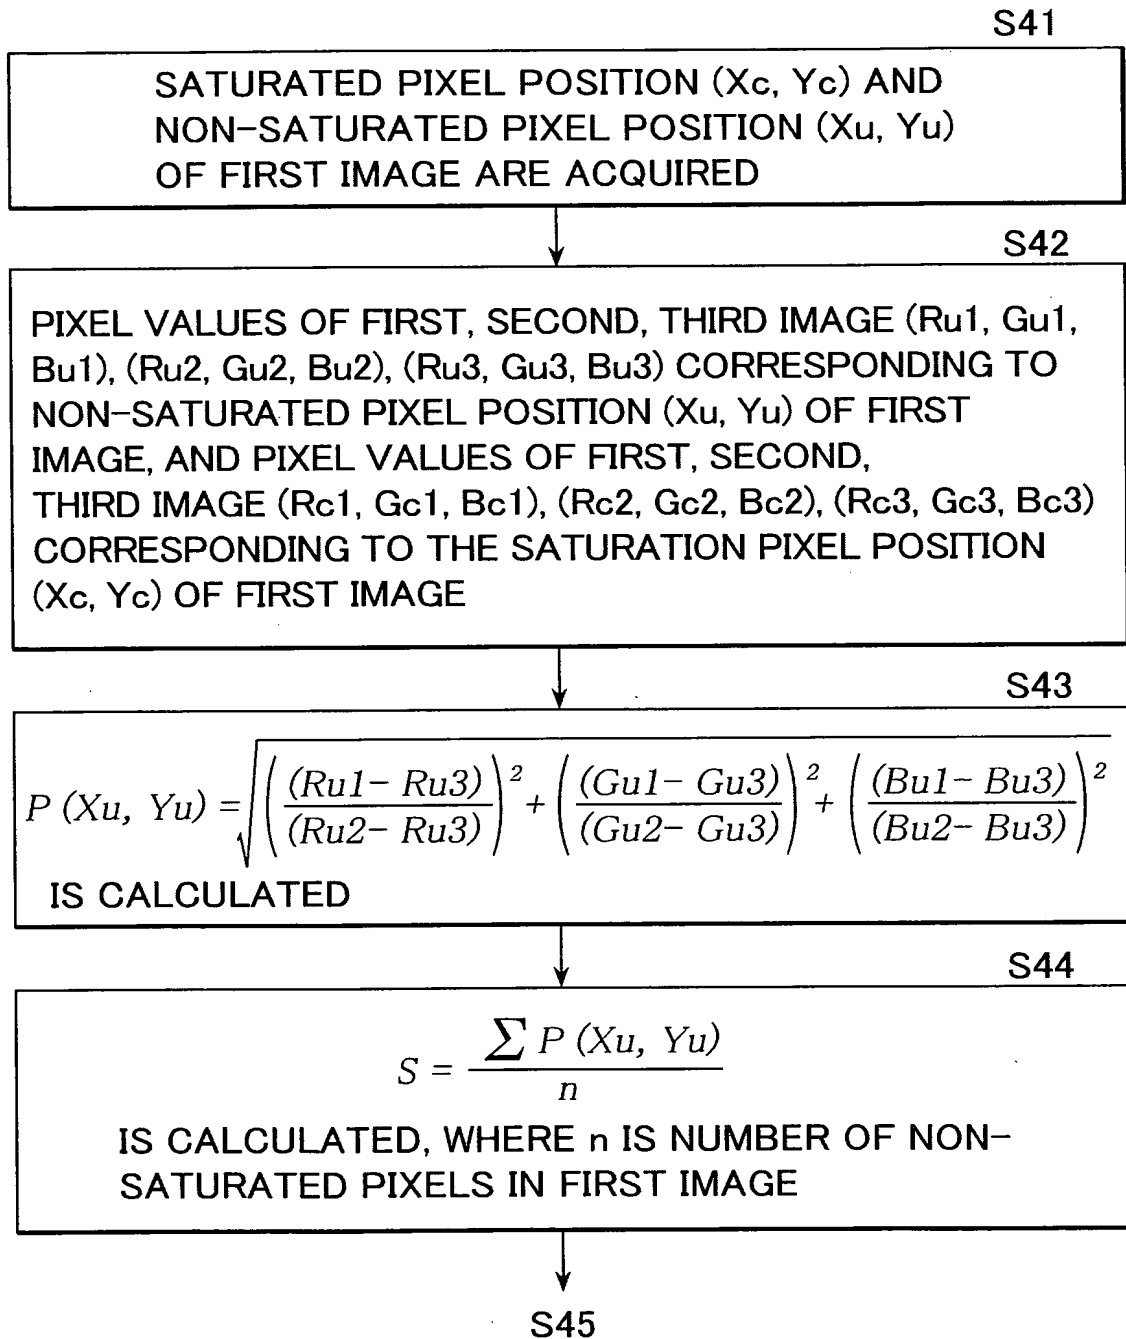 S41
SATURATED PIXEL POSITION (Xc, Yc) AND
NON-SATURATED PIXEL POSITION (Xu, Yu)
OF FIRST IMAGE ARE ACQUIRED
S42
PIXEL VALUES OF FIRST, SECOND, THIRD IMAGE (Ru1, Gu1,
Bu1), (Ru2, Gu2, Bu2), (Ru3, Gu3, Bu3) CORRESPONDING TO
NON-SATURATED PIXEL POSITION (Xu, Yu) OF FIRST
IMAGE, AND PIXEL VALUES OF FIRST, SECOND,
THIRD IMAGE (Rc1, Gc1, Bc1), (Rc2, Gc2, Bc2), (Rc3, Gc3, Bc3)
CORRESPONDING TO THE SATURATION PIXEL POSITION
(Xc, Yc) OF FIRST IMAGE
S43
P (Xu, Yu) = √(((Ru1- Ru3)/(Ru2- Ru3))² + ((Gu1- Gu3)/(Gu2- Gu3))² + ((Bu1- Bu3)/(Bu2- Bu3))²)
IS CALCULATED
S44
S = ∑ P (Xu, Yu) / n
IS CALCULATED, WHERE n IS NUMBER OF NON-
SATURATED PIXELS IN FIRST IMAGE
S45